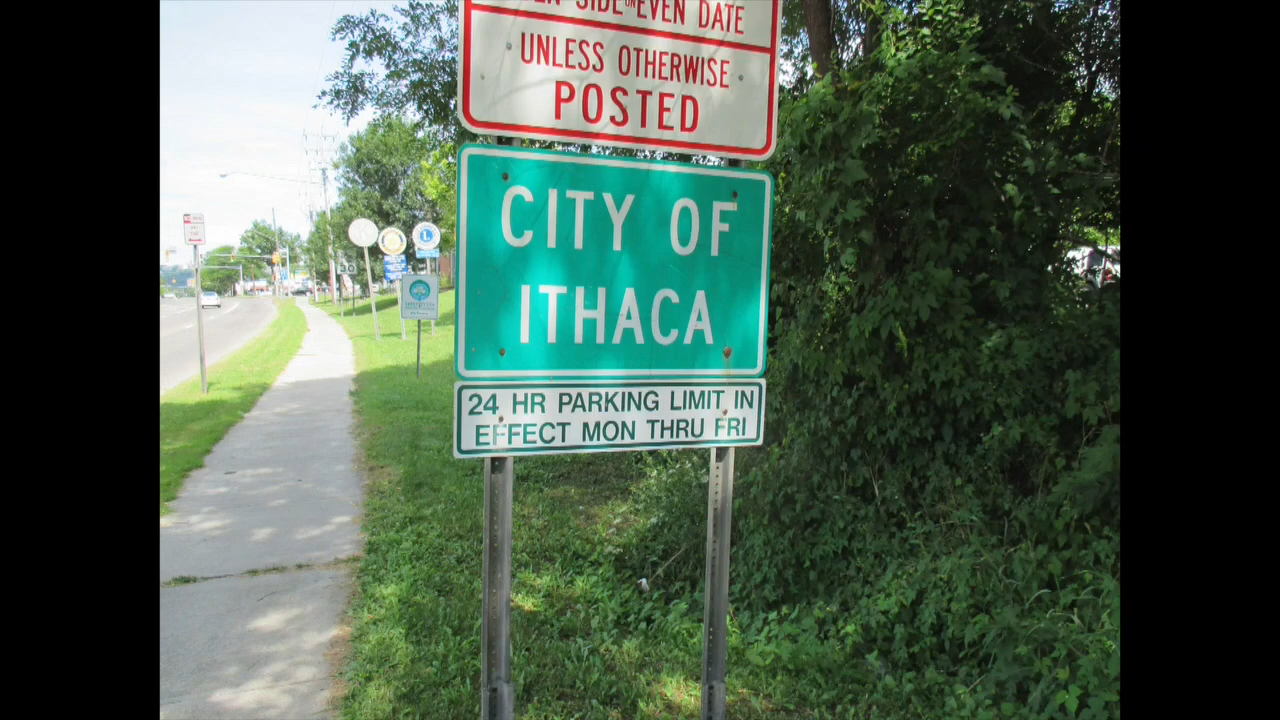 SIDE ON EVEN DATE
UNLESS OTHERWISE
POSTED
CITY OF
ITHACA
24 HR PARKING LIMIT IN
EFFECT MON THRU FRI